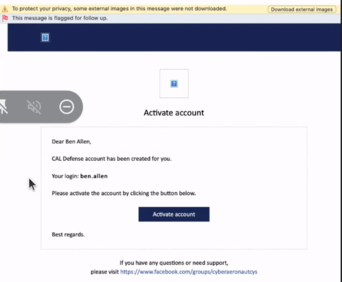 To protect your privacy, some external images in this message were not downloaded. Download external images
This message is flagged for follow up.
Activate account
Dear Ben Allen,
CAL Defense account has been created for you.
Your login: ben.allen
Please activate the account by clicking the button below.
Activate account
Best regards.
If you have any questions or need support,
please visit https://www.facebook.com/groups/cyberaersnautcys